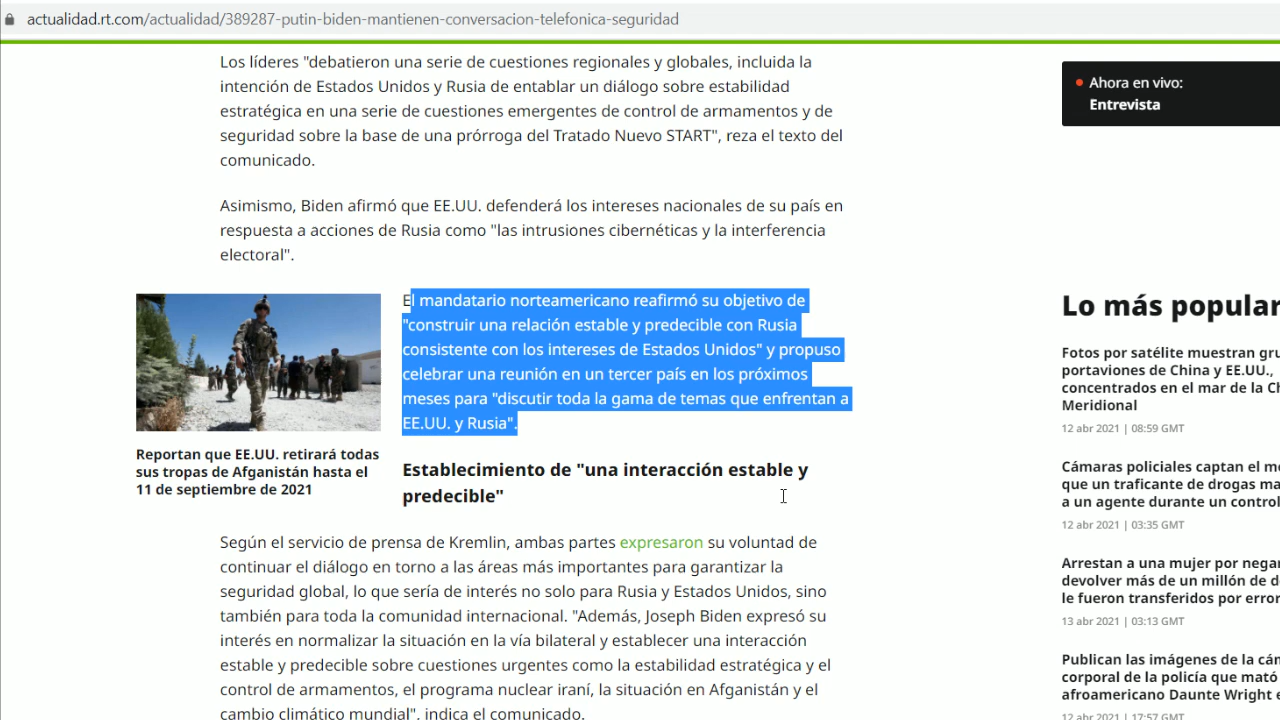 actualidad.rt.com/actualidad/389287-putin-biden-mantienen-conversacion-telefonica-seguridad
Los líderes "debatieron una serie de cuestiones regionales y globales, incluida la
intención de Estados Unidos y Rusia de entablar un diálogo sobre estabilidad
estratégica en una serie de cuestiones emergentes de control de armamentos y de
seguridad sobre la base de una prórroga del Tratado Nuevo START", reza el texto del
comunicado.
Asimismo, Biden afirmó que EE.UU. defenderá los intereses nacionales de su país en
respuesta a acciones de Rusia como "las intrusiones cibernéticas y la interferencia
electoral".
El mandatario norteamericano reafirmó su objetivo de
"construir una relación estable y predecible con Rusia
consistente con los intereses de Estados Unidos" y propuso
celebrar una reunión en un tercer país en los próximos
meses para "discutir toda la gama de temas que enfrentan a
EE.UU. y Rusia".
Reportan que EE.UU. retirará todas
sus tropas de Afganistán hasta el
11 de septiembre de 2021
Establecimiento de "una interacción estable y
predecible"
Según el servicio de prensa de Kremlin, ambas partes expresaron su voluntad de
continuar el diálogo en torno a las áreas más importantes para garantizar la
seguridad global, lo que sería de interés no solo para Rusia y Estados Unidos, sino
también para toda la comunidad internacional. "Además, Joseph Biden expresó su
interés en normalizar la situación en la vía bilateral y establecer una interacción
estable y predecible sobre cuestiones urgentes como la estabilidad estratégica y el
control de armamentos, el programa nuclear iraní, la situación en Afganistán y el
cambio climático mundial", indica el comunicado.
Ahora en vivo:
Entrevista
Lo más popular
Fotos por satélite muestran gru
portaviones de China y EE.UU.,
concentrados en el mar de la Ch
Meridional
12 abr 2021 | 08:59 GMT
Cámaras policiales captan el m
que un traficante de drogas ma
a un agente durante un control
12 abr 2021 | 03:35 GMT
Arrestan a una mujer por negar
devolver más de un millón de d
le fueron transferidos por error
13 abr 2021 | 03:13 GMT
Publican las imágenes de la cám
corporal de la policía que mató
afroamericano Daunte Wright e
12 abr 2021 | 17:57 GMT